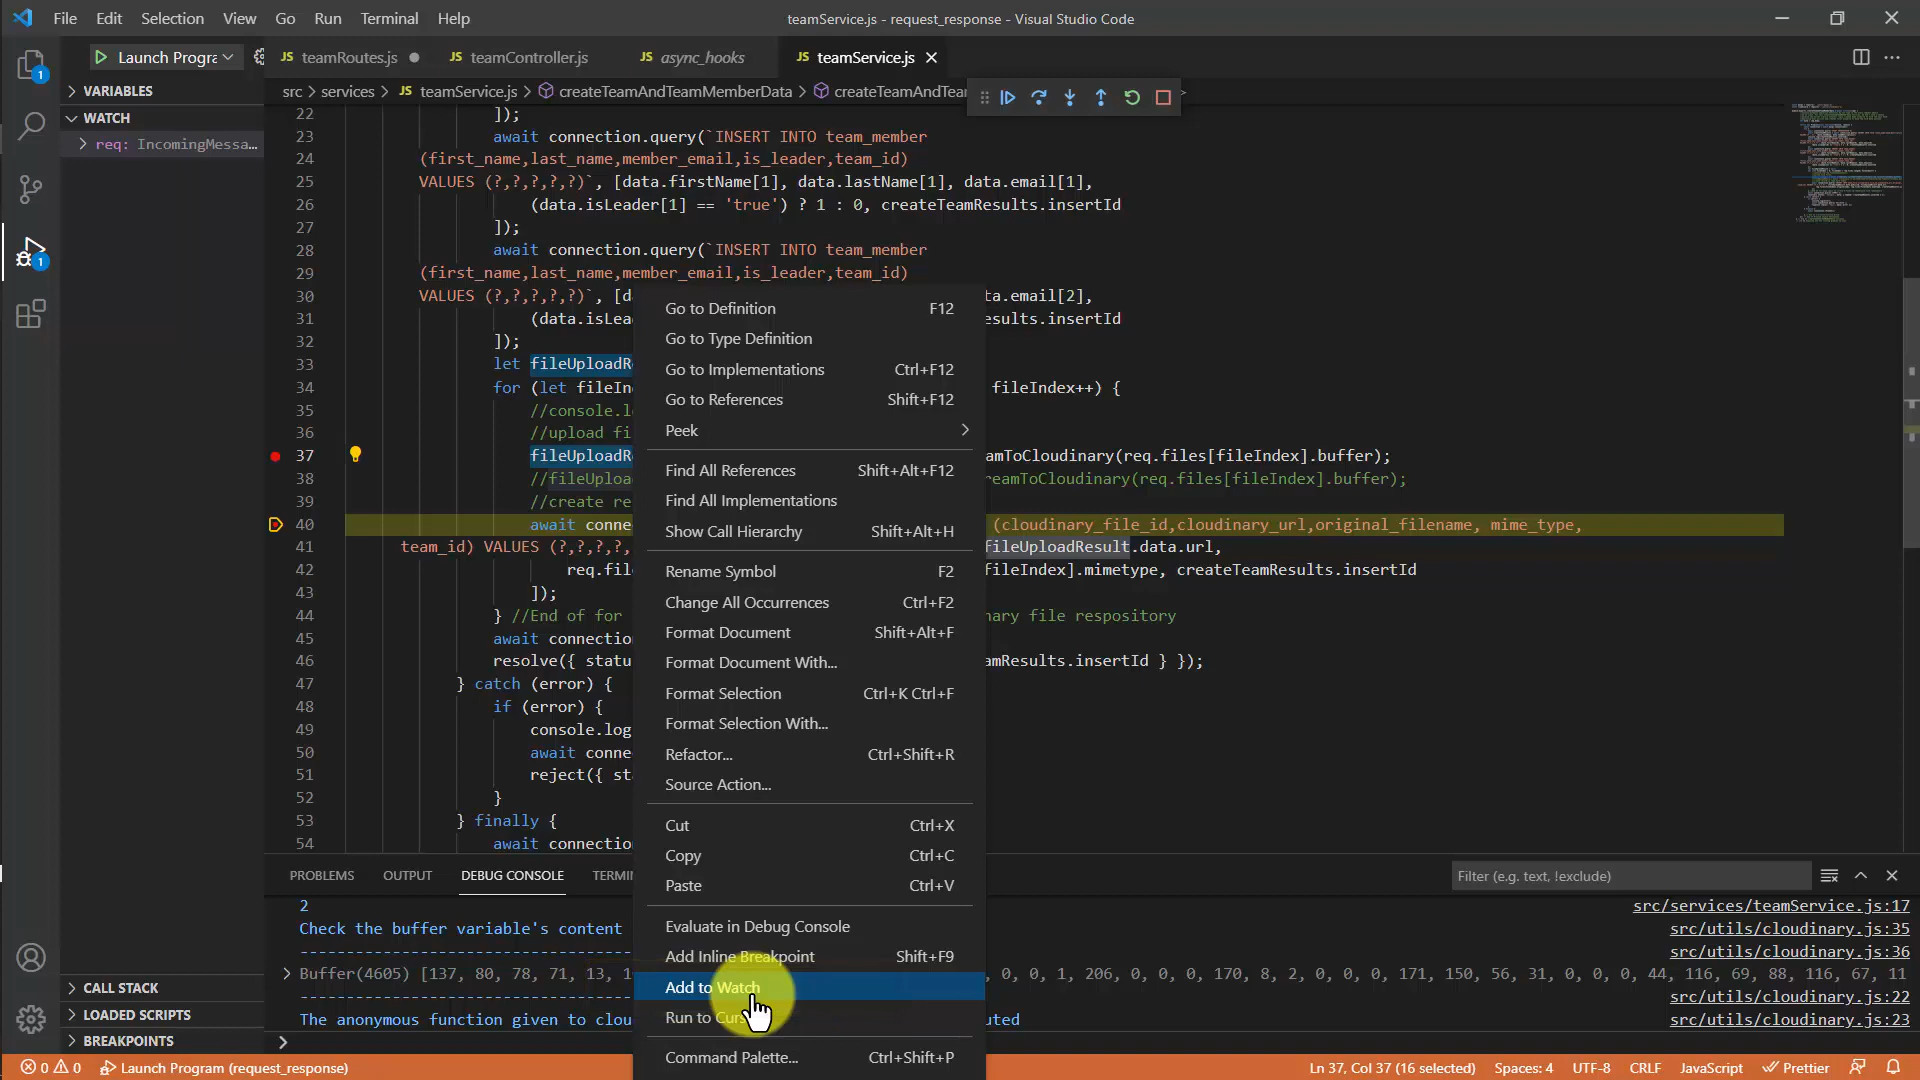 File Edit Selection View Go Run Terminal Help
teamService.js - request_response - Visual Studio Code
Launch Progra
JS teamRoutes.js
JS teamController.js
JS async_hooks
JS teamService.js
VARIABLES
WATCH
req: IncomingMessa...
src > services > JS teamService.js > createTeamAndTeamMemberData > createTeamAndTea
22 ]);
23 await connection.query(`INSERT INTO team_member
24 (first_name,last_name,member_email,is_leader,team_id)
25 VALUES (?,?,?,?,?)`, [data.firstName[1], data.lastName[1], data.email[1],
26 (data.isLeader[1] == 'true') ? 1 : 0, createTeamResults.insertId
27 ]);
28 await connection.query(`INSERT INTO team_member
29 (first_name,last_name,member_email,is_leader,team_id)
30 VALUES (?,?,?,?,?)`, [d ta.email[2],
31 (data.isLea esults.insertId
32 ]);
33 let fileUploadR
34 for (let fileIn fileIndex++) {
35 //console.l
36 //upload fi
37 fileUploadR amToCloudinary(req.files[fileIndex].buffer);
38 //fileUploa reamToCloudinary(req.files[fileIndex].buffer);
39 //create re
40 await conne (cloudinary_file_id,cloudinary_url,original_filename, mime_type,
41 team_id) VALUES (?,?,?,?, fileUploadResult.data.url,
42 req.file fileIndex].mimetype, createTeamResults.insertId
43 ]);
44 } //End of for nary file respository
45 await connectio
46 resolve({ statu amResults.insertId } });
47 } catch (error) {
48 if (error) {
49 console.log
50 await conne
51 reject({ sta
52 }
53 } finally {
54 await connectio
Go to Definition F12
Go to Type Definition
Go to Implementations Ctrl+F12
Go to References Shift+F12
Peek
Find All References Shift+Alt+F12
Find All Implementations
Show Call Hierarchy Shift+Alt+H
Rename Symbol F2
Change All Occurrences Ctrl+F2
Format Document Shift+Alt+F
Format Document With...
Format Selection Ctrl+K Ctrl+F
Format Selection With...
Refactor... Ctrl+Shift+R
Source Action...
Cut Ctrl+X
Copy Ctrl+C
Paste Ctrl+V
Evaluate in Debug Console
Add Inline Breakpoint Shift+F9
Add to Watch
Run to Curs
Command Palette... Ctrl+Shift+P
PROBLEMS OUTPUT DEBUG CONSOLE TERMI
Filter (e.g. text, !exclude)
2 src/services/teamService.js:17
Check the buffer variable's content src/utils/cloudinary.js:35
------------------------------------ src/utils/cloudinary.js:36
Buffer(4605) [137, 80, 78, 71, 13, 1 0, 0, 1, 206, 0, 0, 0, 170, 8, 2, 0, 0, 0, 171, 150, 56, 31, 0, 0, 0, 44, 116, 69, 88, 116, 67, 11
------------------------------------ src/utils/cloudinary.js:22
The anonymous function given to clou uted src/utils/cloudinary.js:23
CALL STACK
LOADED SCRIPTS
BREAKPOINTS
0 0 Launch Program (request_response)
Ln 37, Col 37 (16 selected) Spaces: 4 UTF-8 CRLF JavaScript Prettier